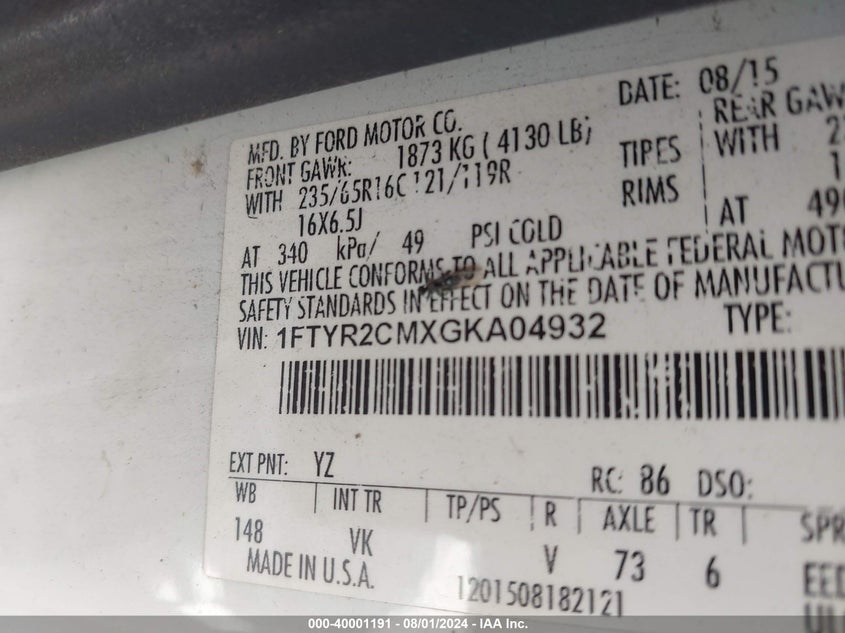 DATE: 08/15
MFD. BY FORD MOTOR CO.
FRONT GAWR: 1873 KG ( 4130 LB) REAR GAW
WITH 235/65R16C 121/119R TIPES WITH
16X6.5J RIMS
AT 340 kPa/ 49 PSI COLD AT
THIS VEHICLE CONFORMS TO ALL APPLICABLE FEDERAL MOT
SAFETY STANDARDS IN EFFECT ON THE DATE OF MANUFACTU
VIN: 1FTYR2CMXGKA04932 TYPE:
EXT PNT: YZ RC: 86 DSO:
WB INT TR TP/PS R AXLE TR SPR
148 VK V 73 6
MADE IN U.S.A. 1201508182121
000-40001191 - 08/01/2024 - IAA Inc.